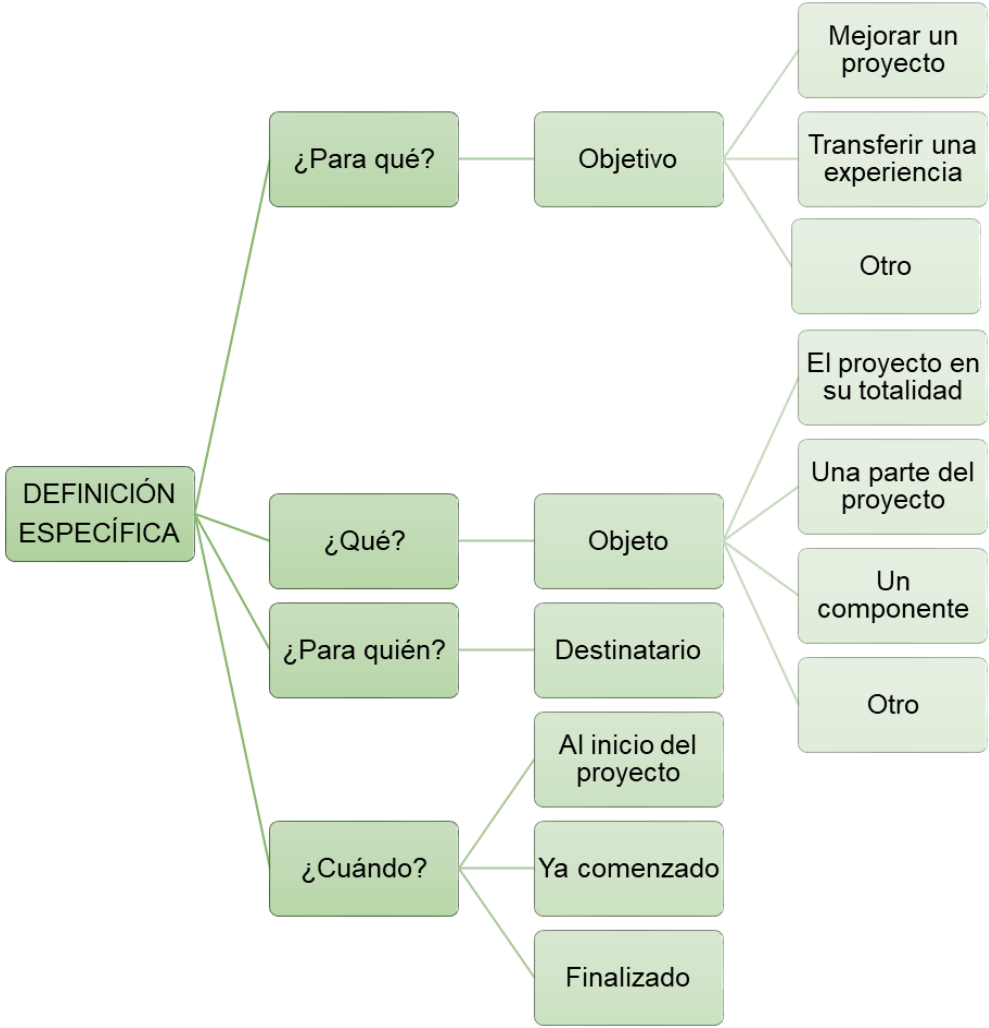 DEFINICIÓN
ESPECÍFICA
¿Para qué?
Objetivo
Mejorar un
proyecto
Transferir una
experiencia
Otro
¿Qué?
Objeto
El proyecto en
su totalidad
Una parte del
proyecto
Un
componente
Otro
¿Para quién?
Destinatario
¿Cuándo?
Al inicio del
proyecto
Ya comenzado
Finalizado